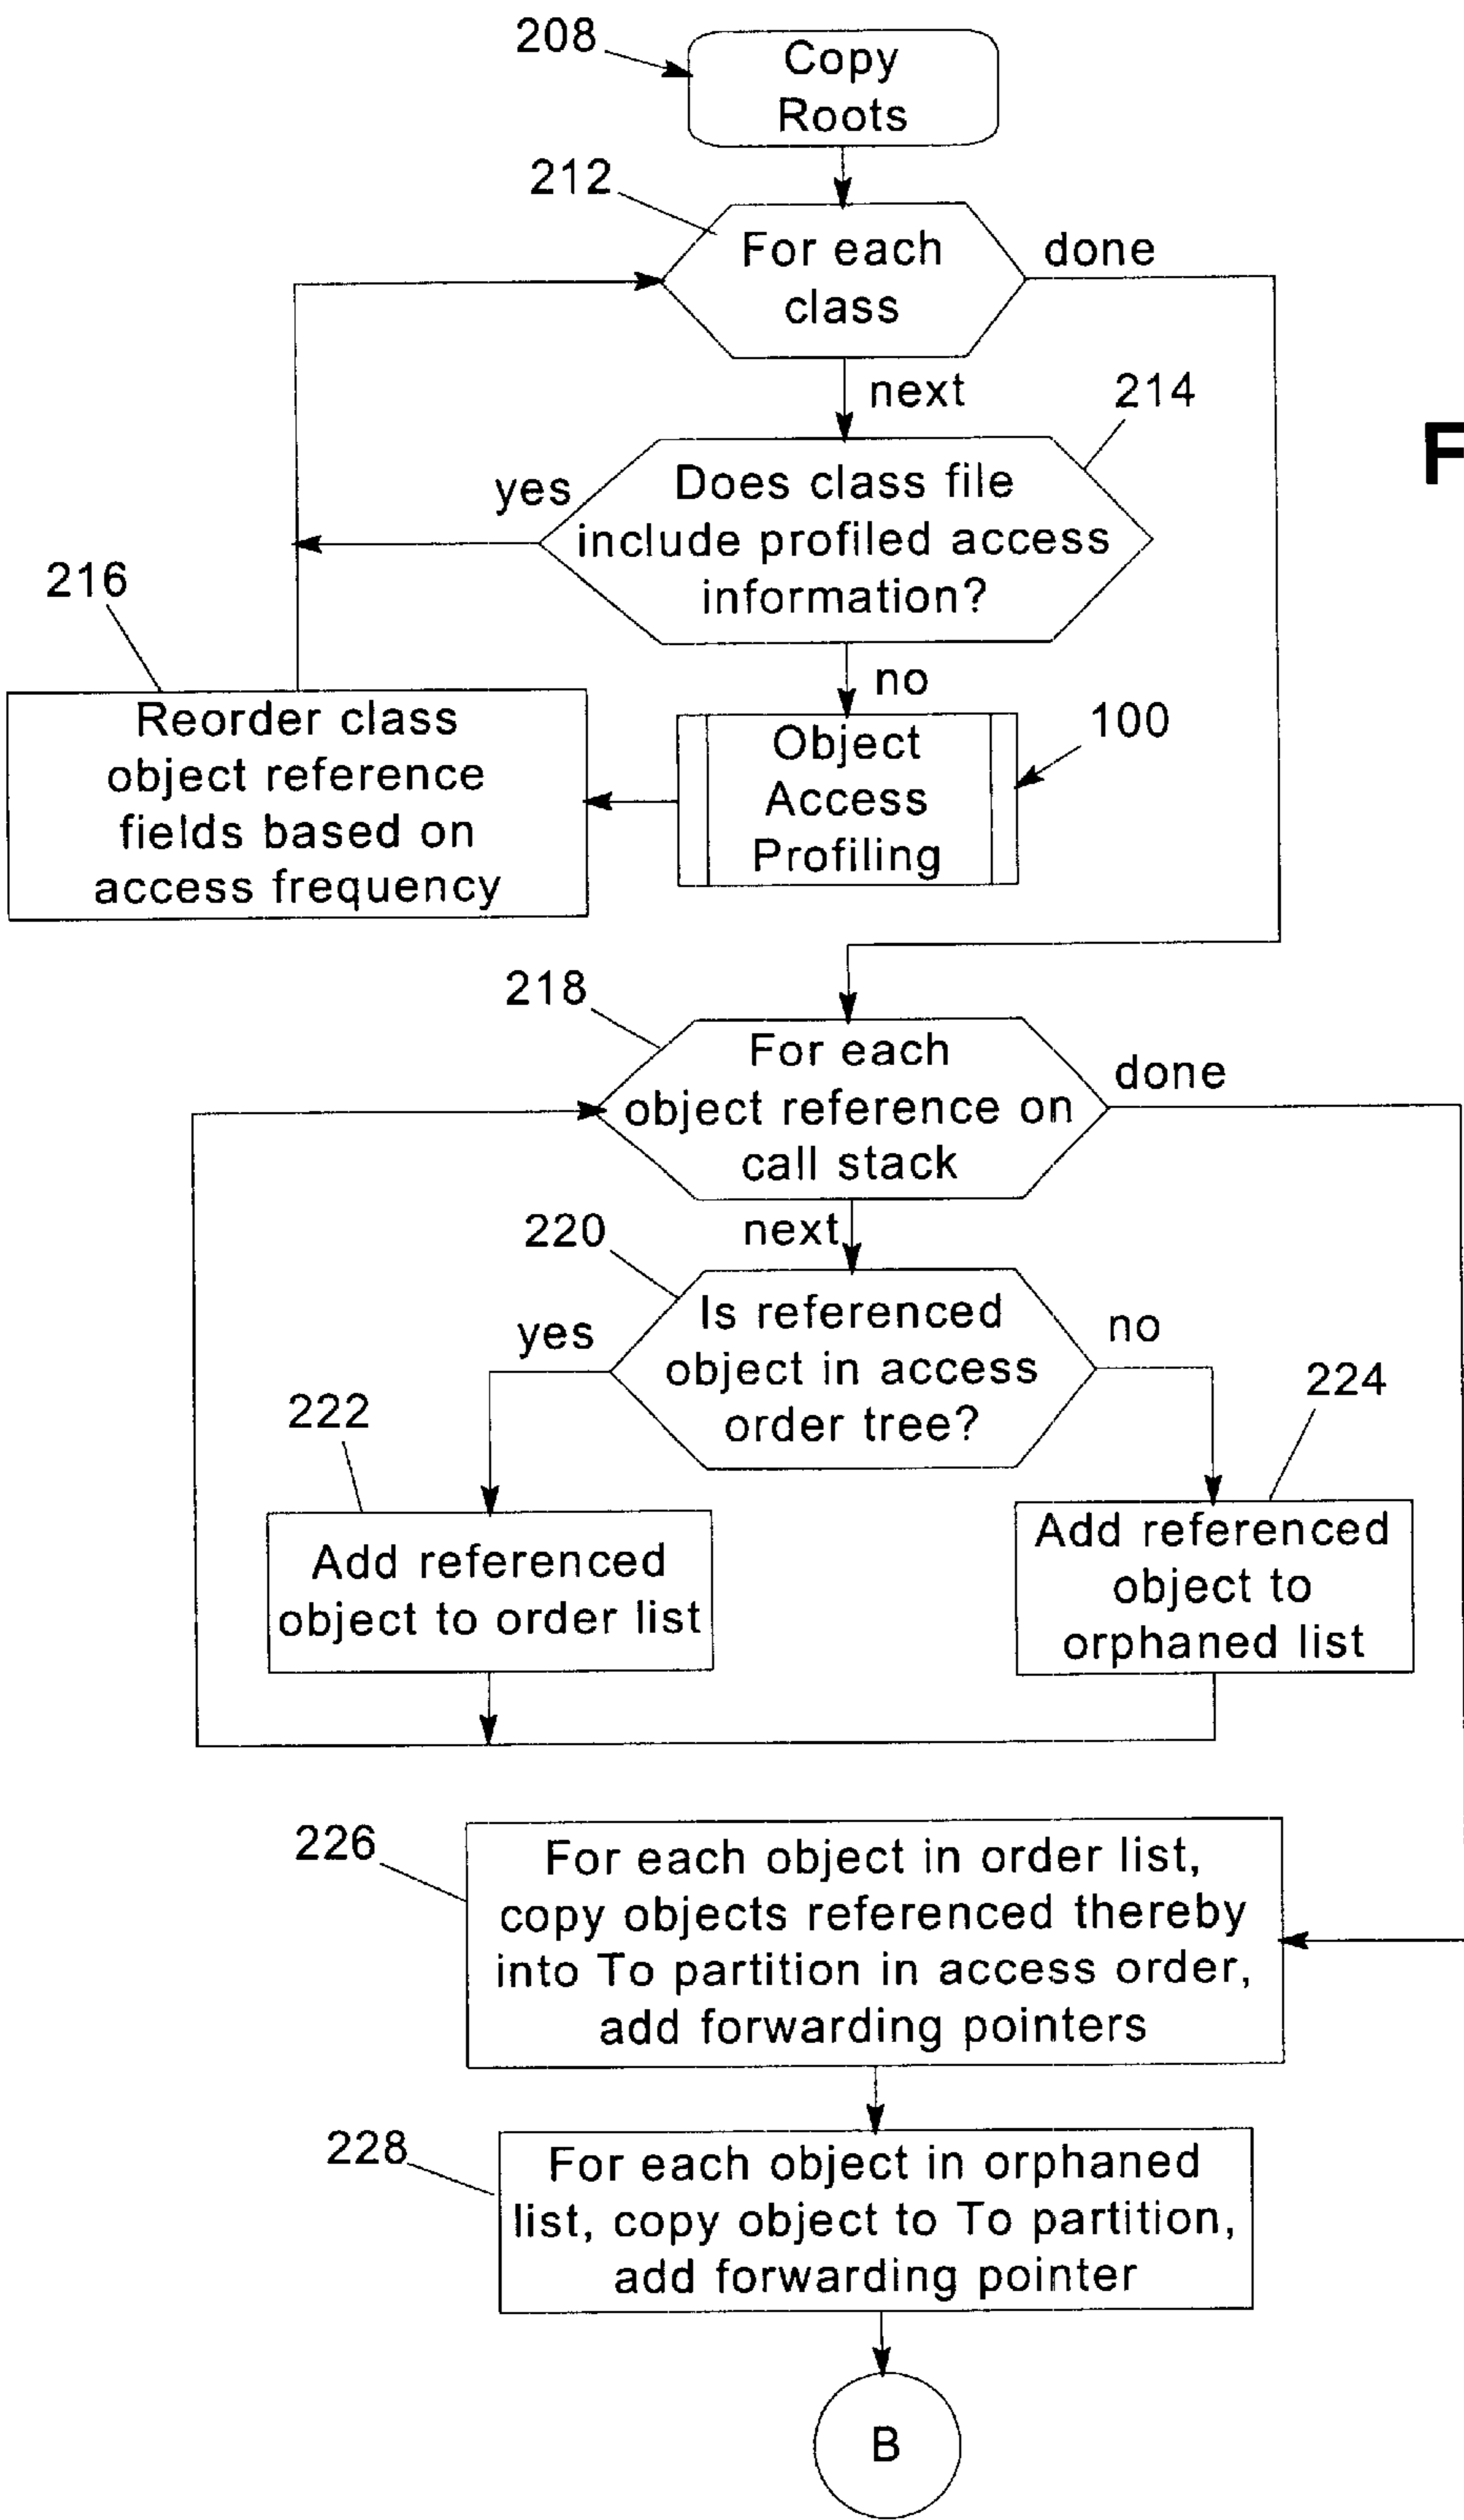 208
Copy
Roots
212
For each
class
done
next
214
yes
Does class file
include profiled access
information?
F
216
no
100
Reorder class
object reference
fields based on
access frequency
Object
Access
Profiling
218
For each
object reference on
call stack
done
next
220
yes
Is referenced
object in access
order tree?
no
222
224
Add referenced
object to order list
Add referenced
object to
orphaned list
226
For each object in order list,
copy objects referenced thereby
into To partition in access order,
add forwarding pointers
228
For each object in orphaned
list, copy object to To partition,
add forwarding pointer
B